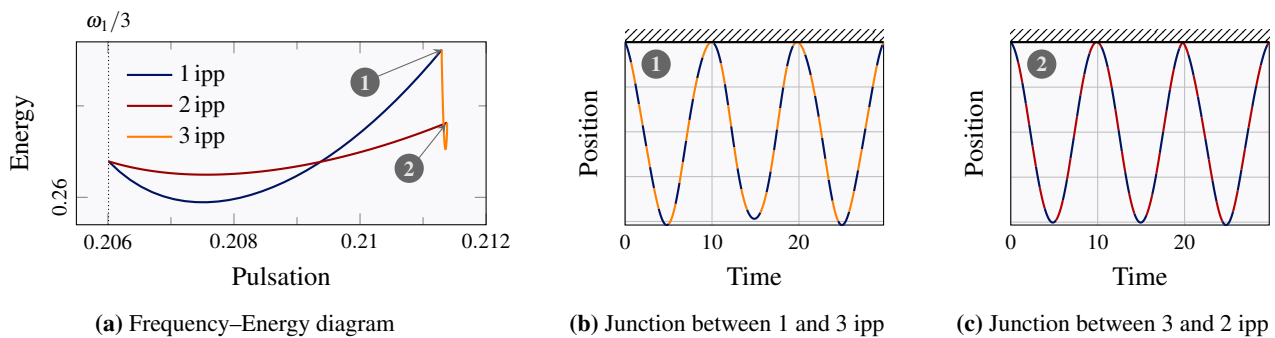 ω₁/3
Energy
0.26
1 ipp
2 ipp
3 ipp
1
2
0.206
0.208
0.21
0.212
Pulsation
(a) Frequency–Energy diagram
1
Position
0
10
20
Time
(b) Junction between 1 and 3 ipp
2
Position
0
10
20
Time
(c) Junction between 3 and 2 ipp